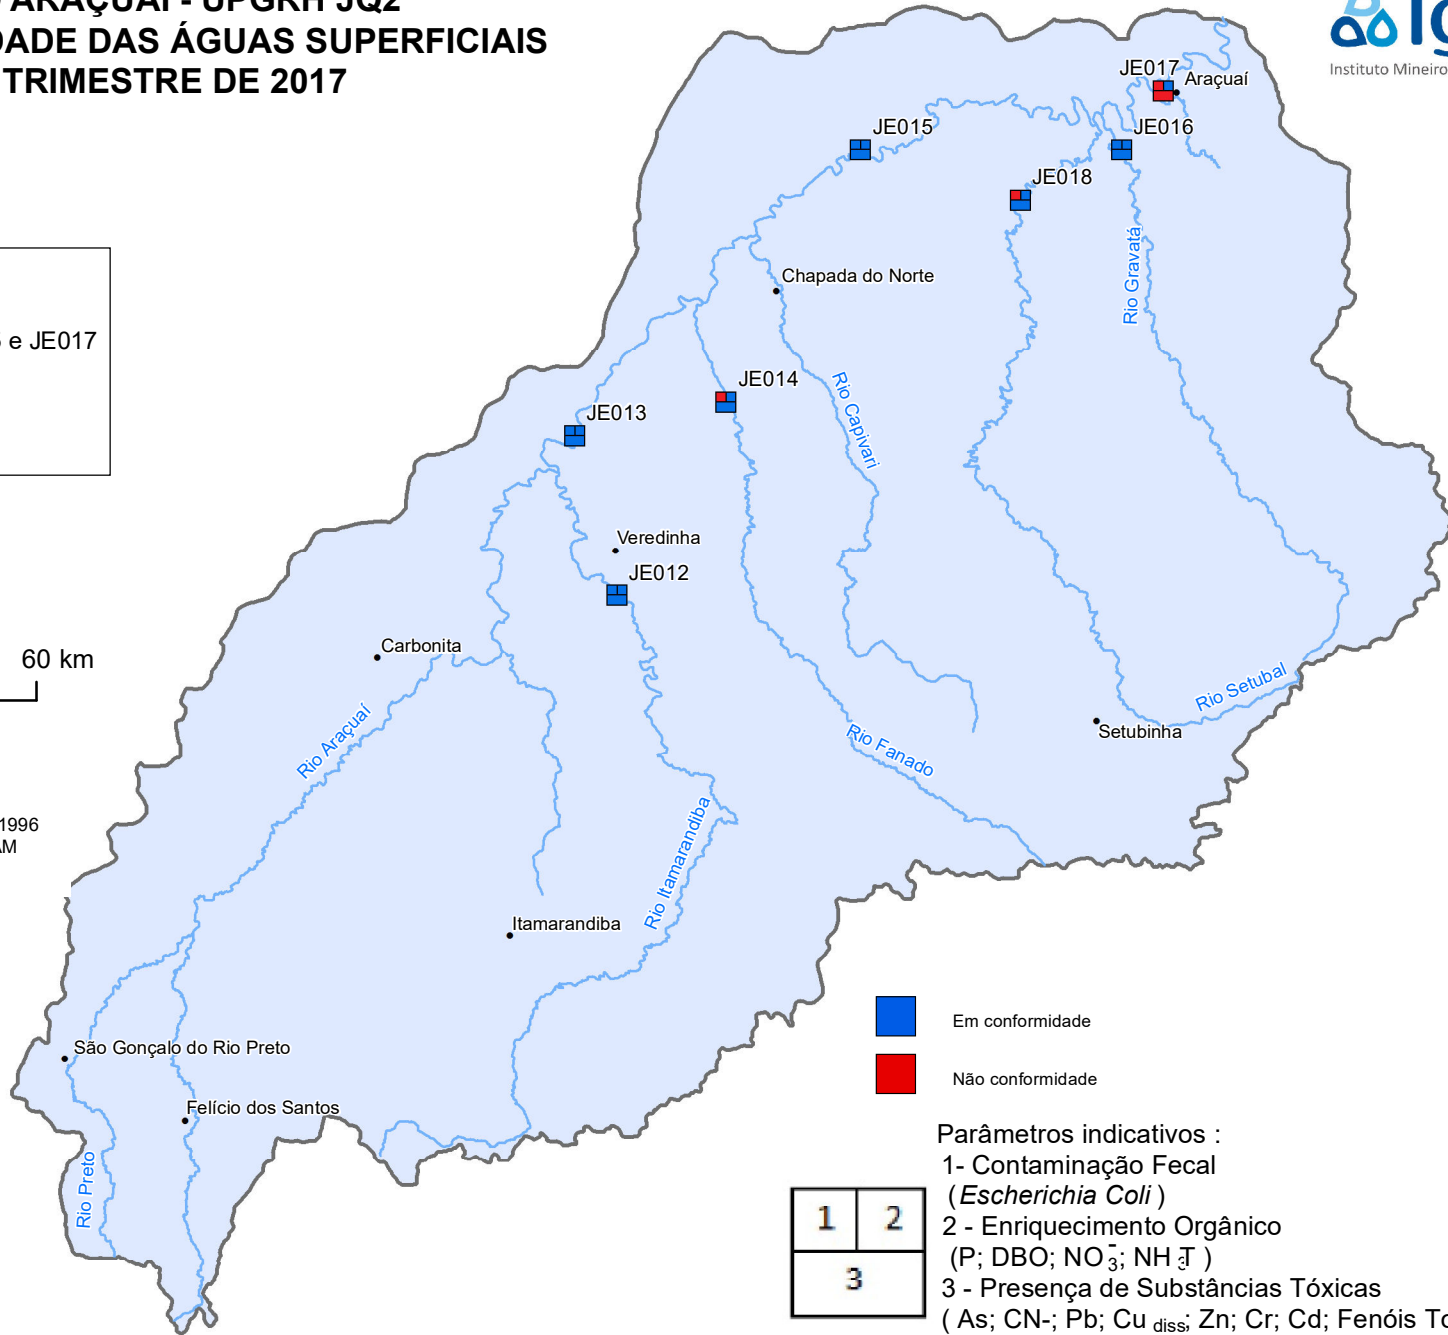 ARAÇUAÍ - UPGRH JQ2
DADE DAS ÁGUAS SUPERFICIAIS
TRIMESTRE DE 2017
Instituto Mineiro
JE017
Araçuaí
JE015
JE016
JE018
Rio Gravatá
Chapada do Norte
e JE017
JE014
Rio Capivari
JE013
Veredinha
JE012
Carbonita
60 km
Rio Setubal
Setubinha
Rio Araçuaí
Rio Fanado
1996
AM
Rio Itamarandiba
Itamarandiba
Em conformidade
São Gonçalo do Rio Preto
Não conformidade
Felício dos Santos
Rio Preto
Parâmetros indicativos :
1- Contaminação Fecal
(Escherichia Coli )
1 2
2 - Enriquecimento Orgânico
(P; DBO; NO3-; NH3T )
3
3 - Presença de Substâncias Tóxicas
( As; CN-; Pb; Cu diss; Zn; Cr; Cd; Fenóis To